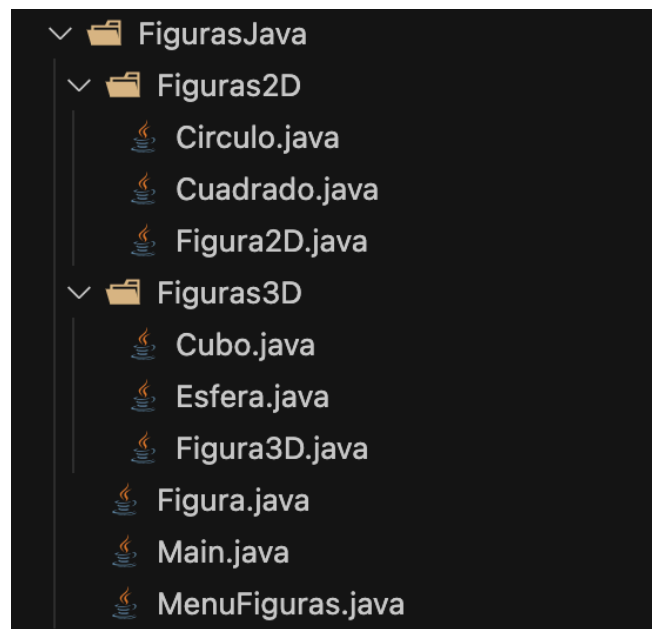 FigurasJava
Figuras2D
Circulo.java
Cuadrado.java
Figura2D.java
Figuras3D
Cubo.java
Esfera.java
Figura3D.java
Figura.java
Main.java
MenuFiguras.java